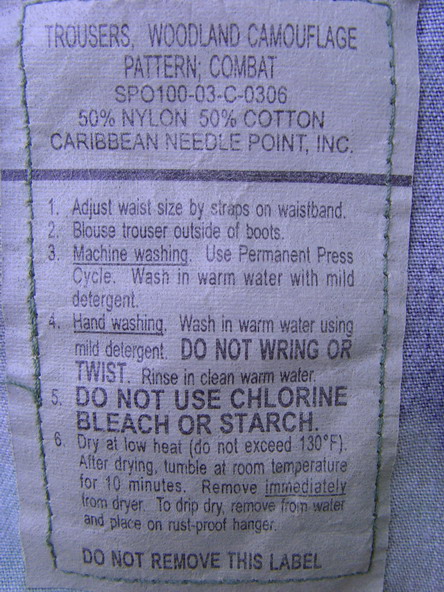 TROUSERS, WOODLAND CAMOUFLAGE
PATTERN; COMBAT
SPO100-03-C-0306
50% NYLON 50% COTTON
CARIBBEAN NEEDLE POINT, INC.
1. Adjust waist size by straps on waistband.
2. Blouse trouser outside of boots.
3. Machine washing. Use Permanent Press
Cycle. Wash in warm water with mild
detergent.
4. Hand washing. Wash in warm water using
mild detergent. DO NOT WRING OR
TWIST. Rinse in clean warm water.
5. DO NOT USE CHLORINE
BLEACH OR STARCH.
6. Dry at low heat (do not exceed 130°F).
After drying, tumble at room temperature
for 10 minutes. Remove immediately
from dryer. To drip dry, remove from water
and place on rust-proof hanger.
DO NOT REMOVE THIS LABEL